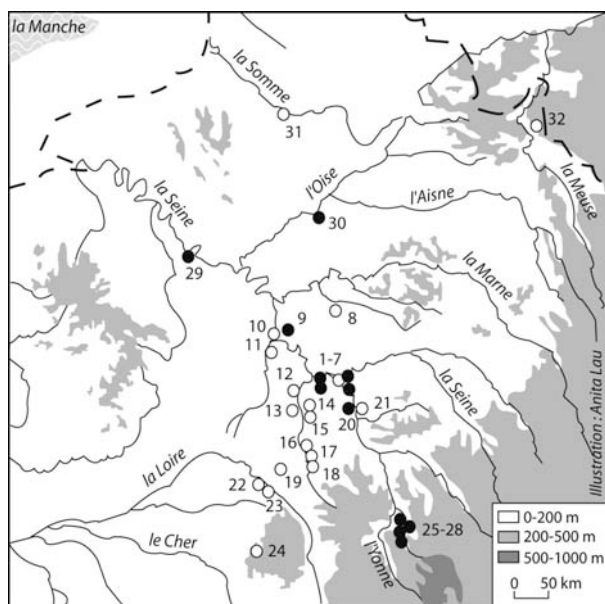 la Manche
la Somme
31
32
la Meuse
l'Oise
l'Aisne
30
la Seine
29
la Marne
8
9
10
11
1-7
12
13
14
15
20
21
la Seine
16
17
18
19
la Loire
22
23
le Cher
24
l'Yonne
25-28
Illustration : Anita Lau
0-200 m
200-500 m
500-1000 m
0 50 km